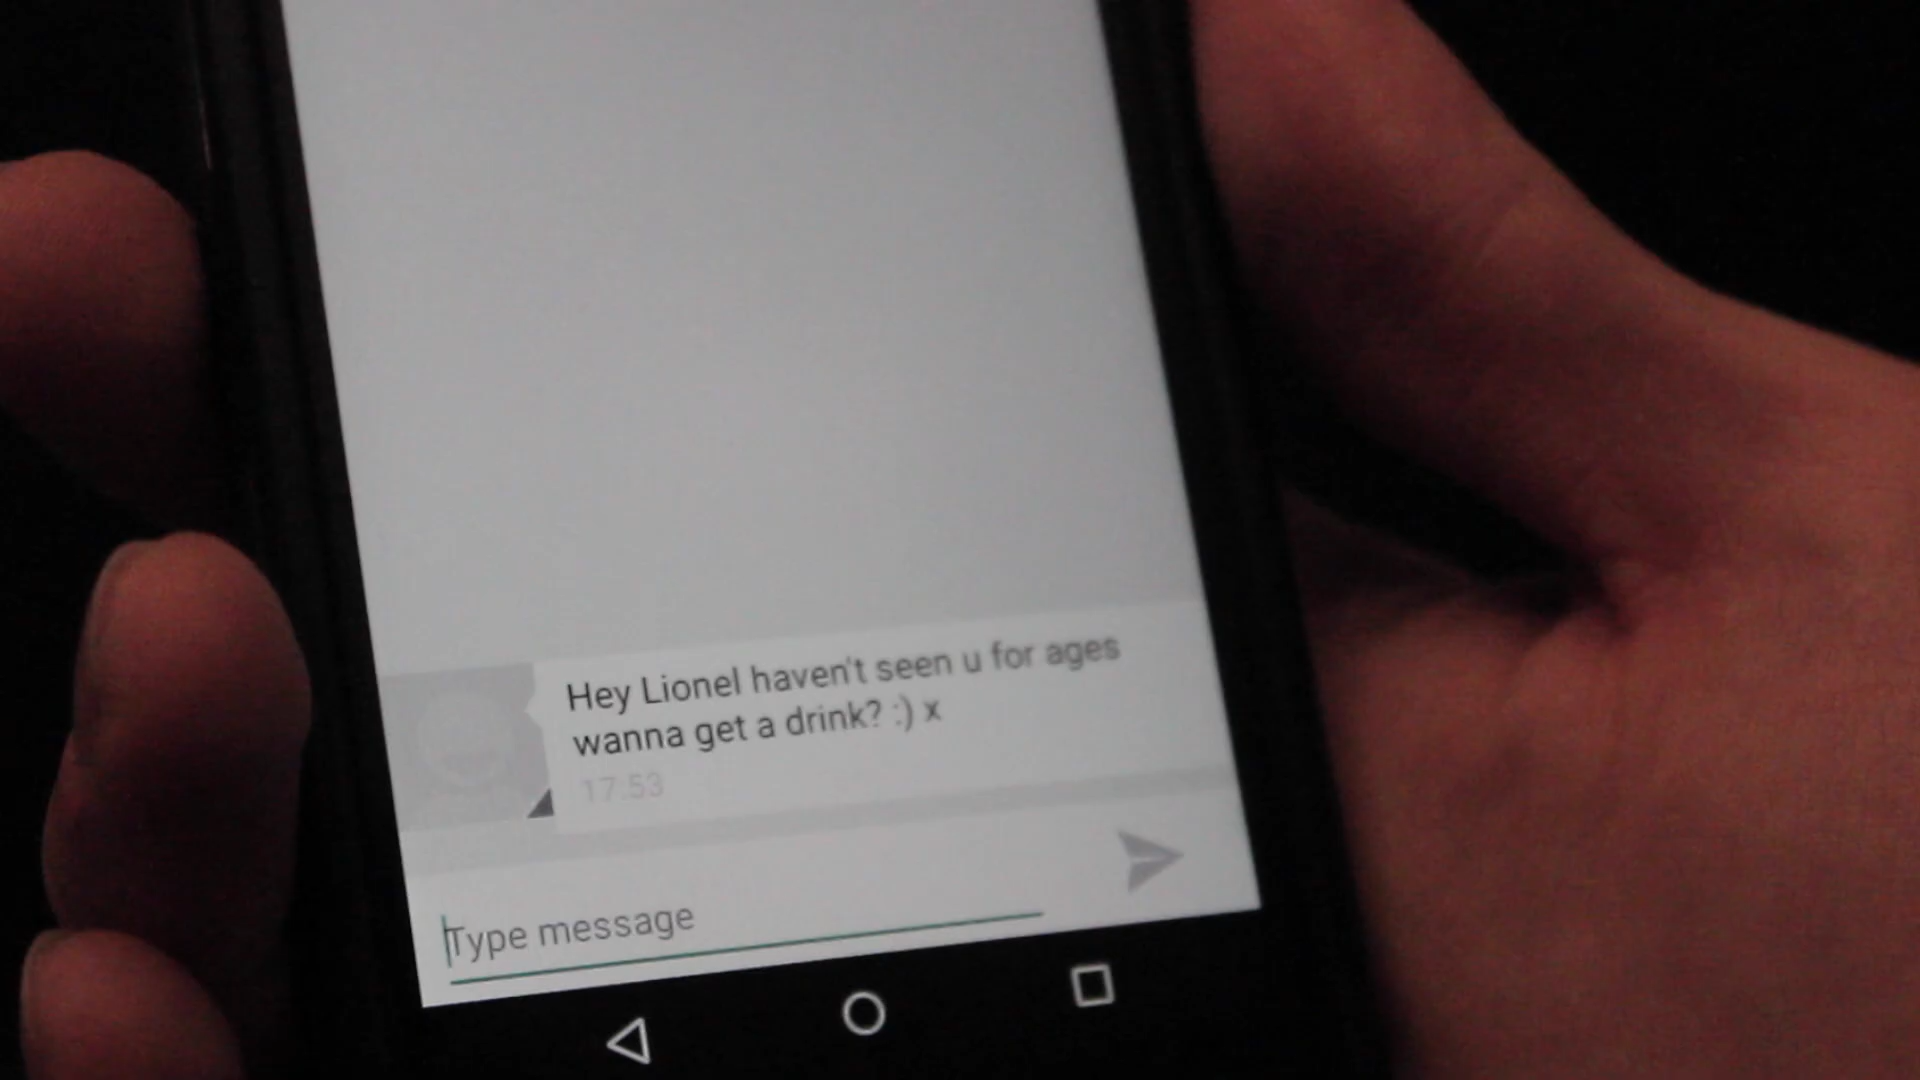 Hey Lionel haven't seen u for ages
wanna get a drink? :) x
17:53
Type message